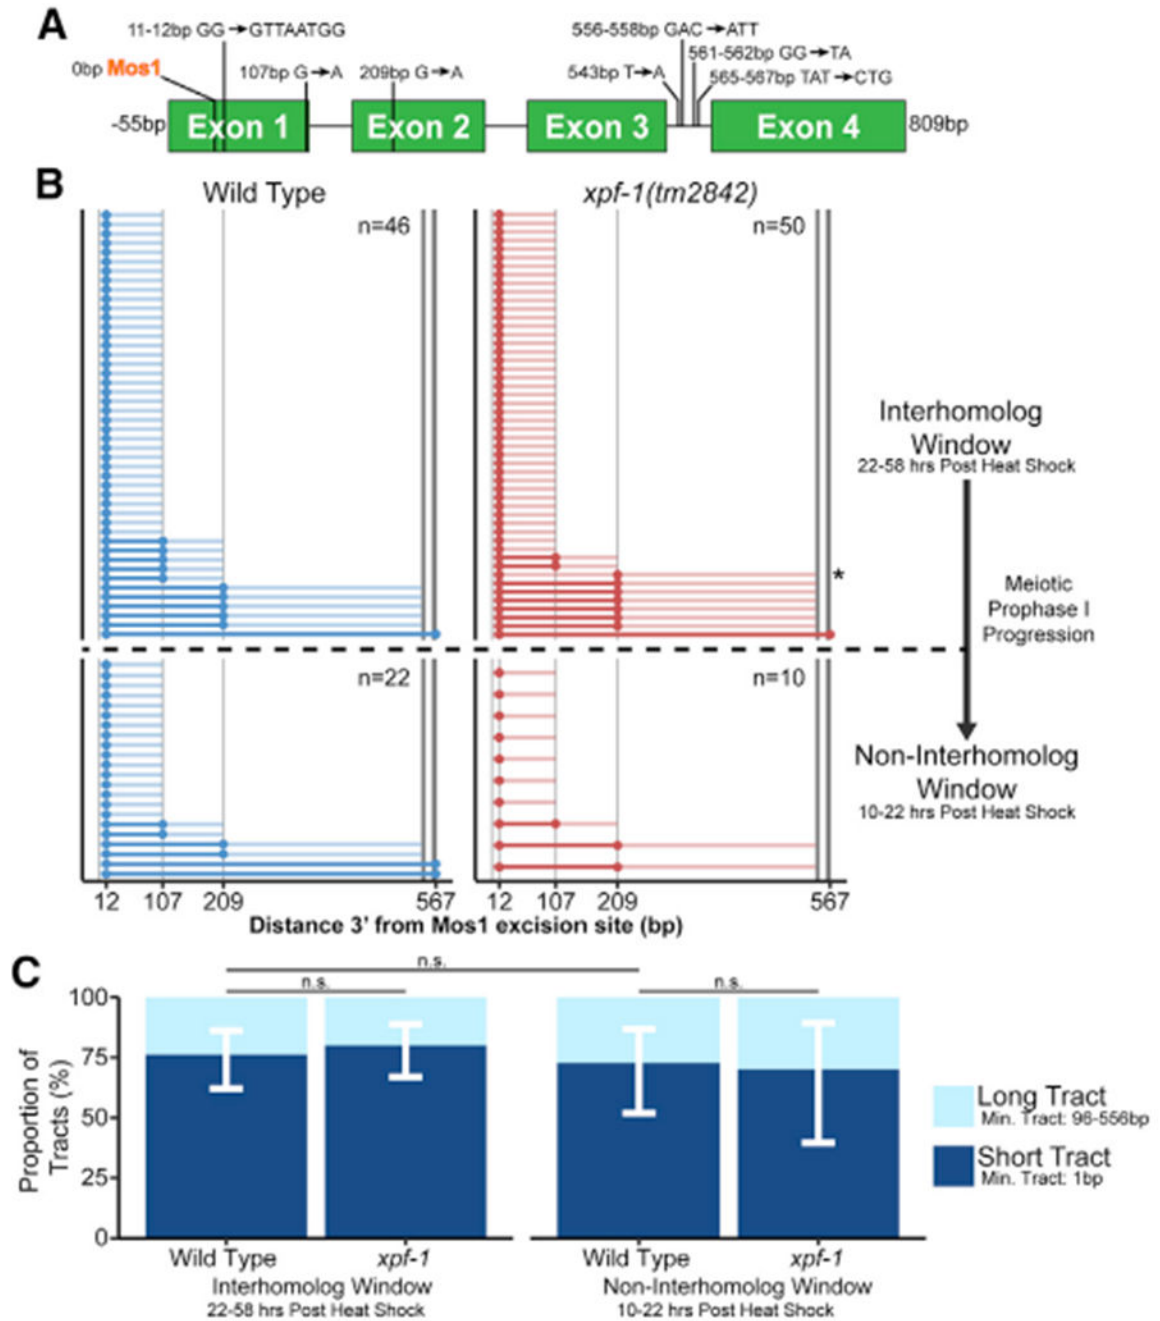 A
11-12bp GG→GTTAATGG
556-558bp GAC→ATT
561-562bp GG→TA
0bp Mos1
107bp G→A
209bp G→A
543bp T→A
565-567bp TAT→CTG
-55bp
Exon 1
Exon 2
Exon 3
Exon 4
809bp
B
Wild Type
xpf-1(tm2842)
n=46
n=50
Interhomolog
Window
22-58 hrs Post Heat Shock
*
Meiotic
Prophase I
Progression
n=22
n=10
Non-Interhomolog
Window
10-22 hrs Post Heat Shock
12 107 209 567
12 107 209 567
Distance 3' from Mos1 excision site (bp)
C
n.s.
n.s.
n.s.
100
75
50
25
0
Proportion of
Tracts (%)
Long Tract
Min. Tract: 96-556bp
Short Tract
Min. Tract: 1bp
Wild Type
xpf-1
Wild Type
xpf-1
Interhomolog Window
22-58 hrs Post Heat Shock
Non-Interhomolog Window
10-22 hrs Post Heat Shock